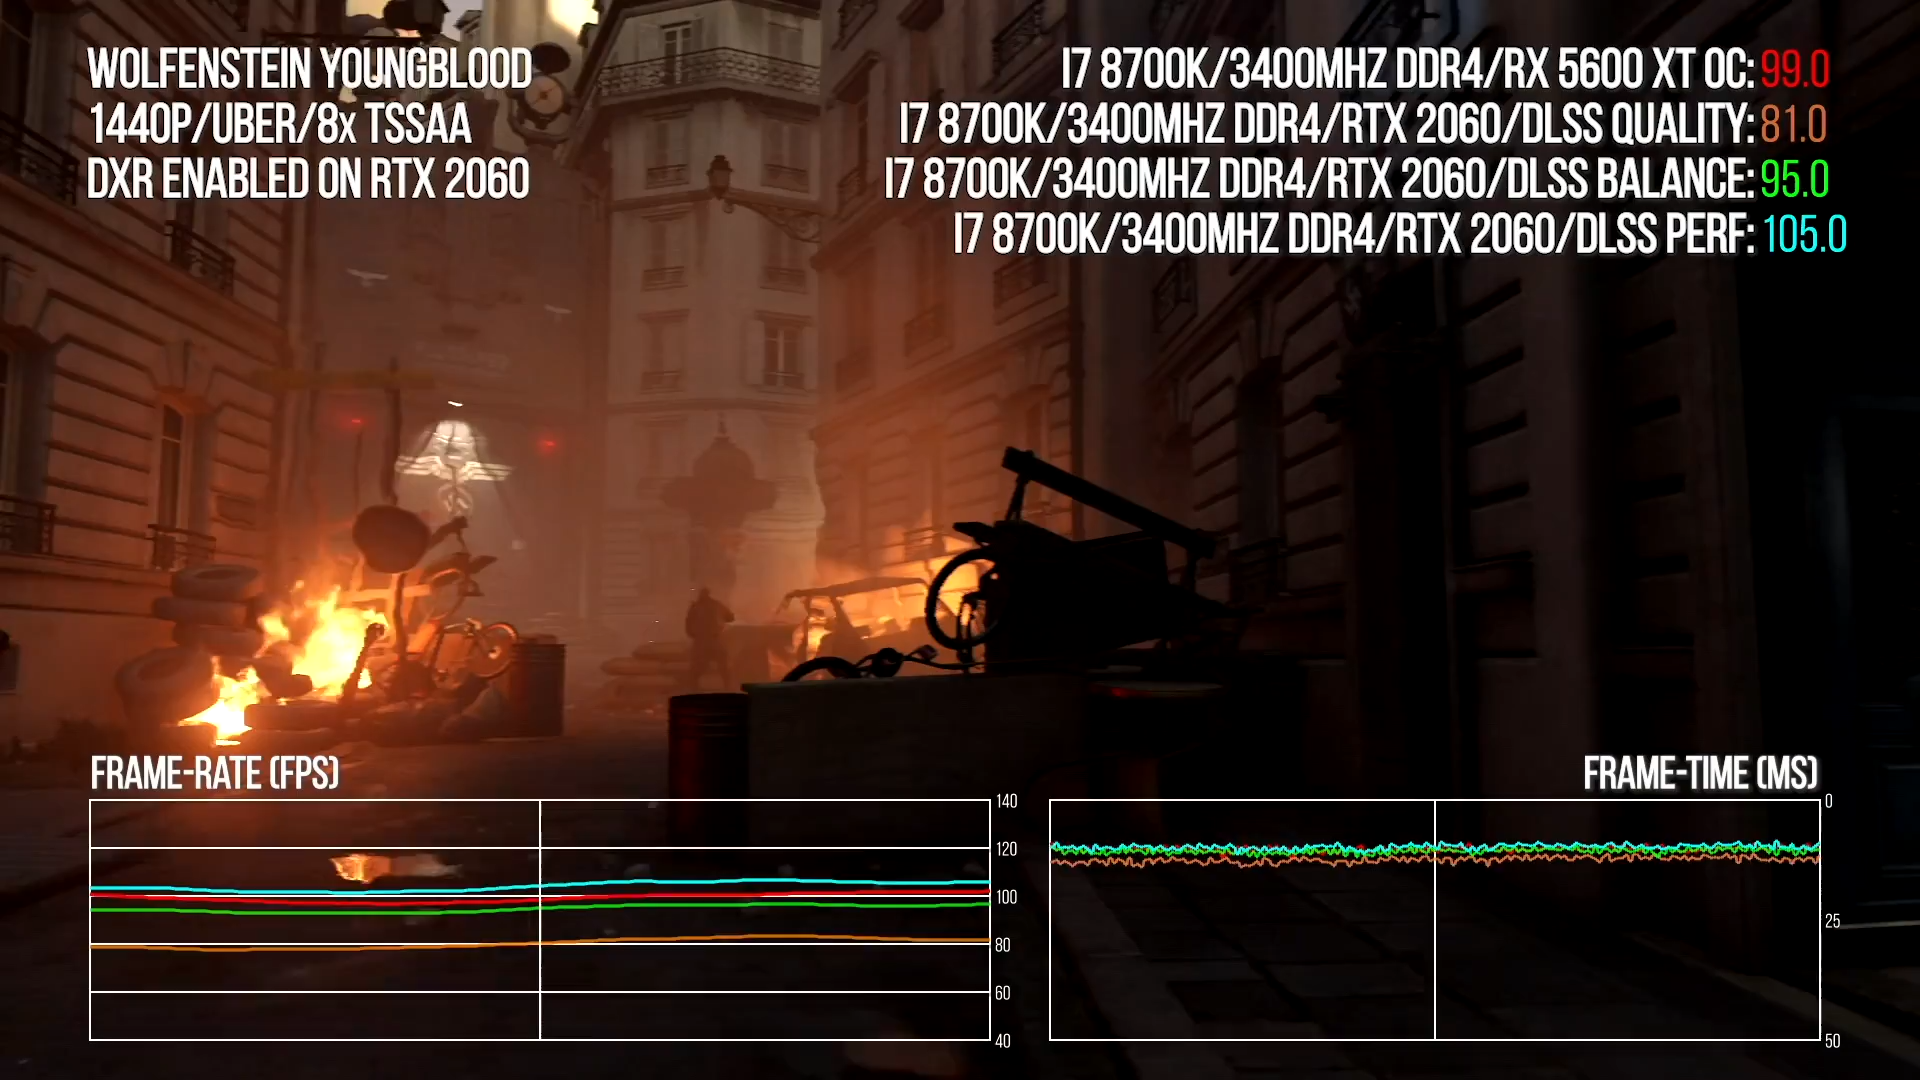 WOLFENSTEIN YOUNGBLOOD
1440P/UBER/8x TSSAA
DXR ENABLED ON RTX 2060
I7 8700K/3400MHZ DDR4/RX 5600 XT OC: 99.0
I7 8700K/3400MHZ DDR4/RTX 2060/DLSS QUALITY: 81.0
I7 8700K/3400MHZ DDR4/RTX 2060/DLSS BALANCE: 95.0
I7 8700K/3400MHZ DDR4/RTX 2060/DLSS PERF: 105.0
FRAME-RATE (FPS)
140
120
100
80
60
40
FRAME-TIME (MS)
0
25
50